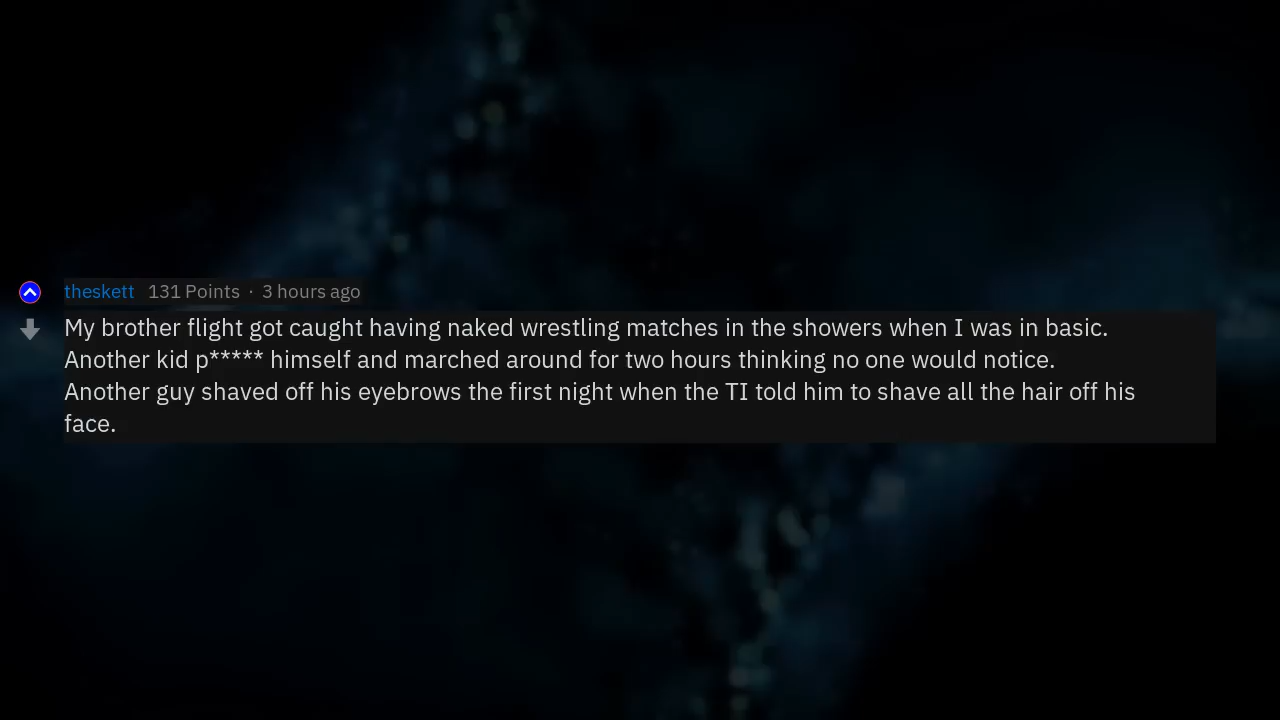 theskett 131 Points · 3 hours ago
My brother flight got caught having naked wrestling matches in the showers when I was in basic.
Another kid p***** himself and marched around for two hours thinking no one would notice.
Another guy shaved off his eyebrows the first night when the TI told him to shave all the hair off his
face.